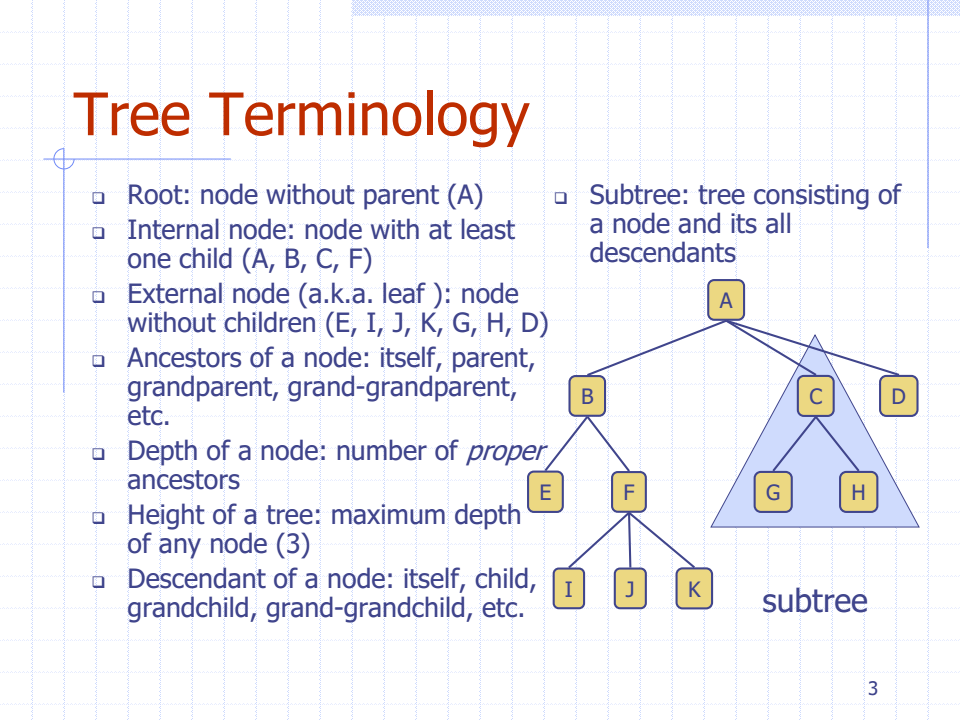 Tree Terminology
❑ Root: node without parent (A)
❑ Internal node: node with at least
one child (A, B, C, F)
❑ External node (a.k.a. leaf ): node
without children (E, I, J, K, G, H, D)
❑ Ancestors of a node: itself, parent,
grandparent, grand-grandparent,
etc.
❑ Depth of a node: number of proper
ancestors
❑ Height of a tree: maximum depth
of any node (3)
❑ Descendant of a node: itself, child,
grandchild, grand-grandchild, etc.
❑ Subtree: tree consisting of
a node and its all
descendants
A
B C D
E F G H
I J K
subtree
3